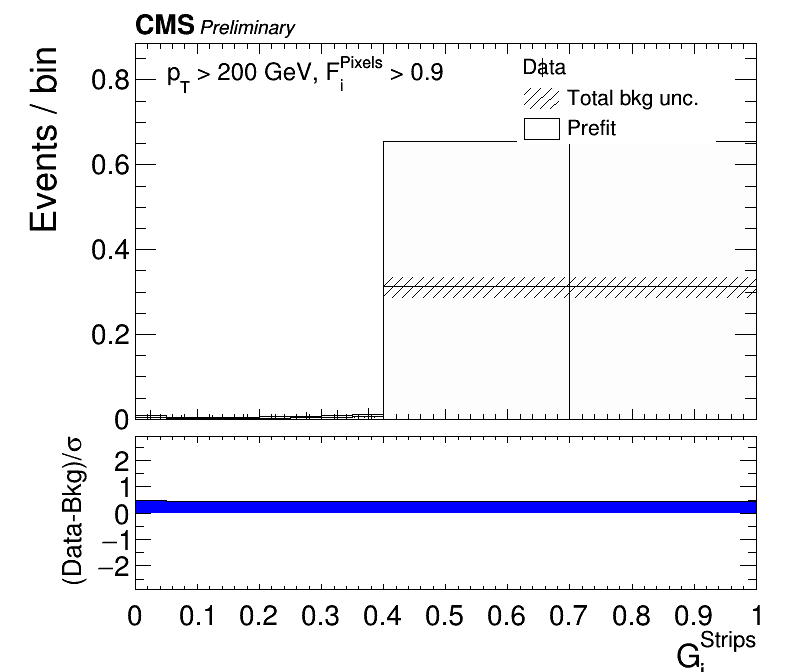 CMS Preliminary
Events / bin
p_T > 200 GeV, F_i^Pixels > 0.9
Data
Total bkg unc.
Prefit
0.8
0.6
0.4
0.2
0
(Data-Bkg)/σ
2
1
0
−1
−2
0 0.1 0.2 0.3 0.4 0.5 0.6 0.7 0.8 0.9 1
G_i^Strips